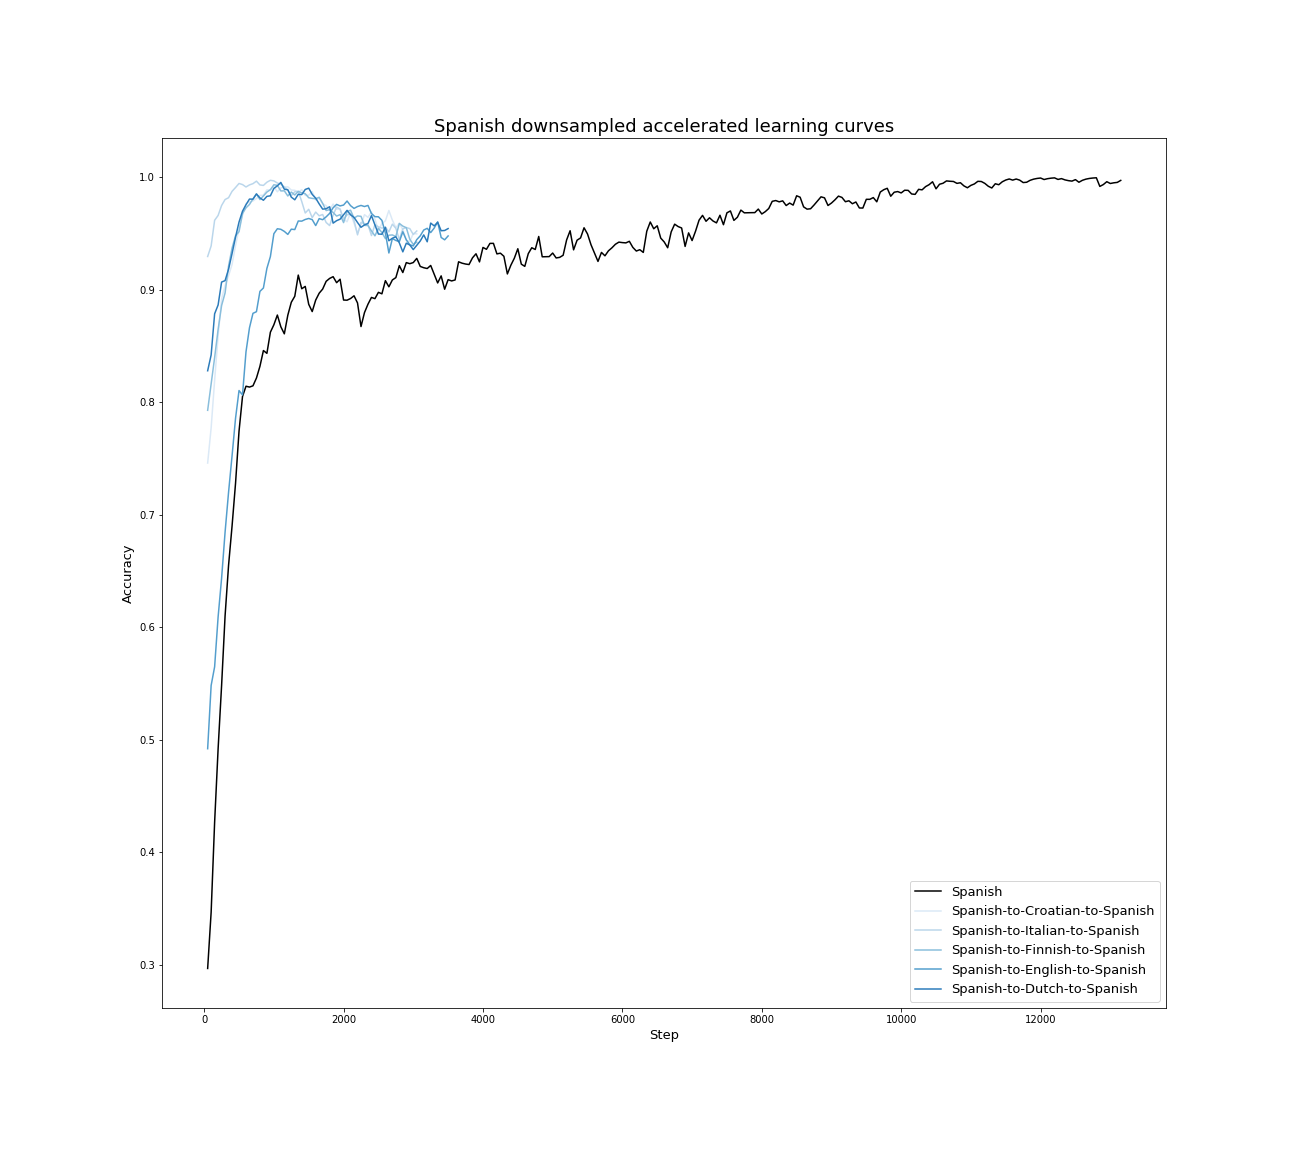 Spanish downsampled accelerated learning curves
1.0
0.9
0.8
0.7
0.6
0.5
0.4
0.3
Accuracy
0 2000 4000 6000 8000 10000 12000
Step
Spanish
Spanish-to-Croatian-to-Spanish
Spanish-to-Italian-to-Spanish
Spanish-to-Finnish-to-Spanish
Spanish-to-English-to-Spanish
Spanish-to-Dutch-to-Spanish